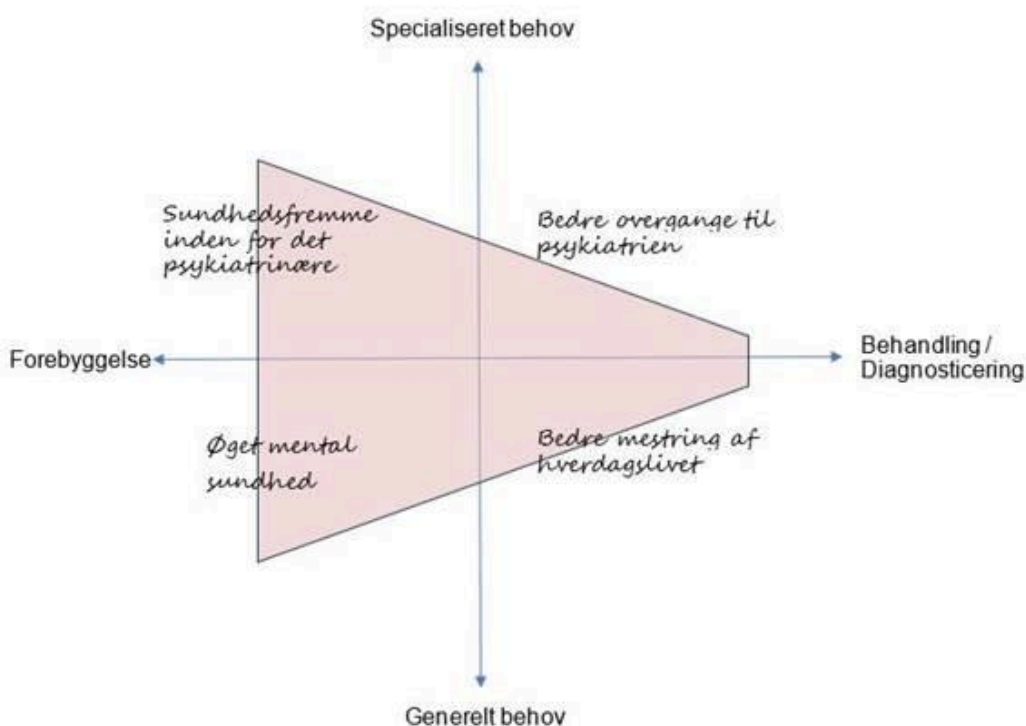 Specialiseret behov
Sundhedsfremme
inden for det
psykiatrinære
Bedre overgange til
psykiatrien
Forebyggelse
Behandling /
Diagnosticering
Øget mental
sundhed
Bedre mestring af
hverdagslivet
Generelt behov